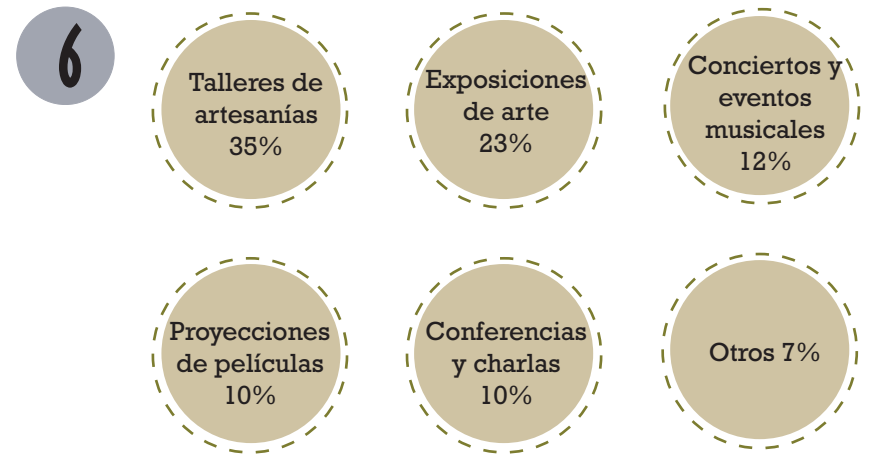 6
Talleres de
artesanías
35%
Exposiciones
de arte
23%
Conciertos y
eventos
musicales
12%
Proyecciones
de películas
10%
Conferencias
y charlas
10%
Otros 7%